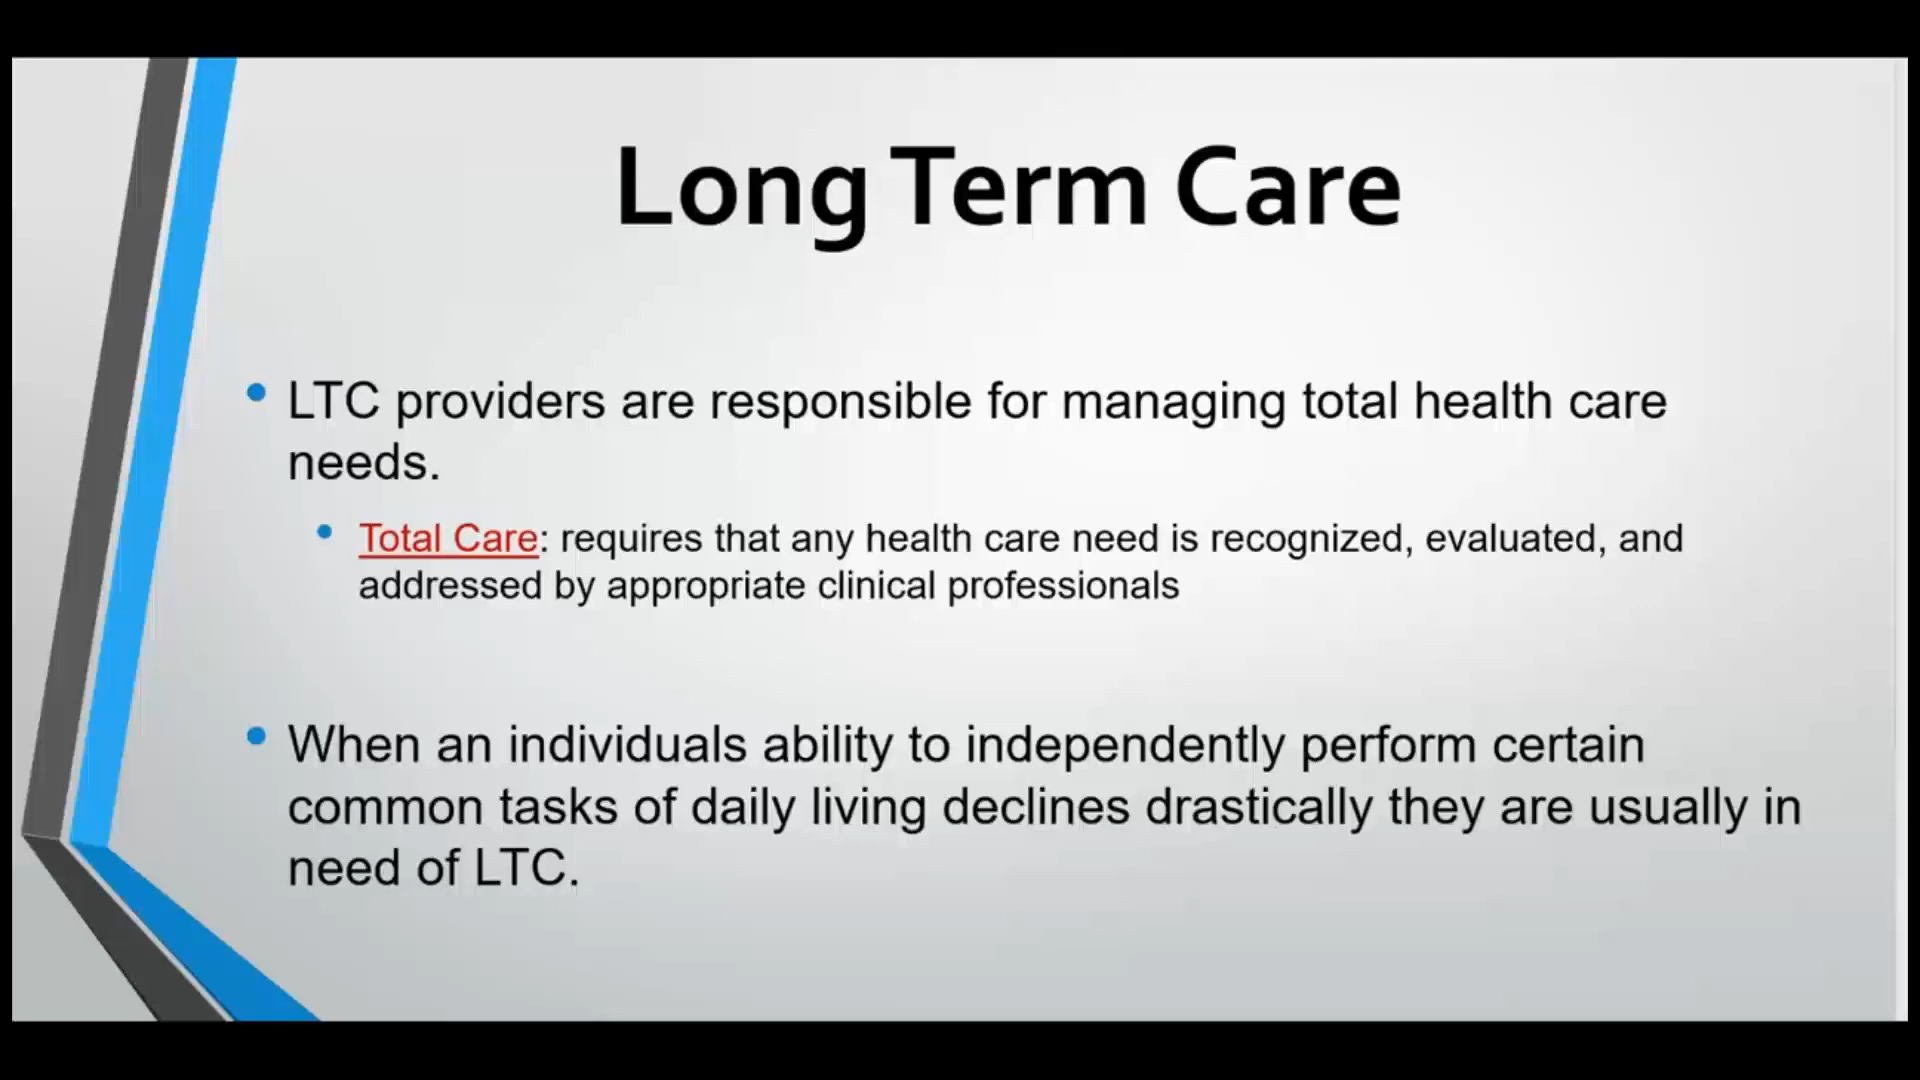 Long Term Care
• LTC providers are responsible for managing total health care
needs.
• Total Care: requires that any health care need is recognized, evaluated, and
addressed by appropriate clinical professionals
• When an individuals ability to independently perform certain
common tasks of daily living declines drastically they are usually in
need of LTC.